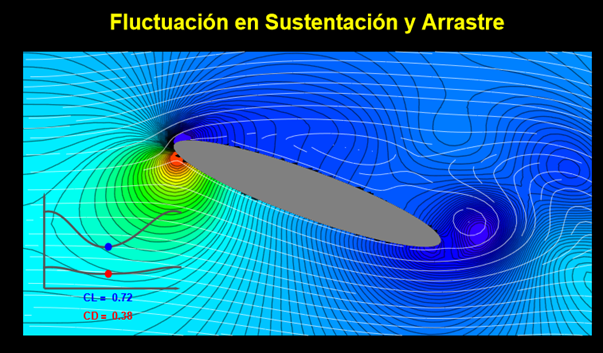 Fluctuación en Sustentación y Arrastre
CL = 0.72
CD = 0.38